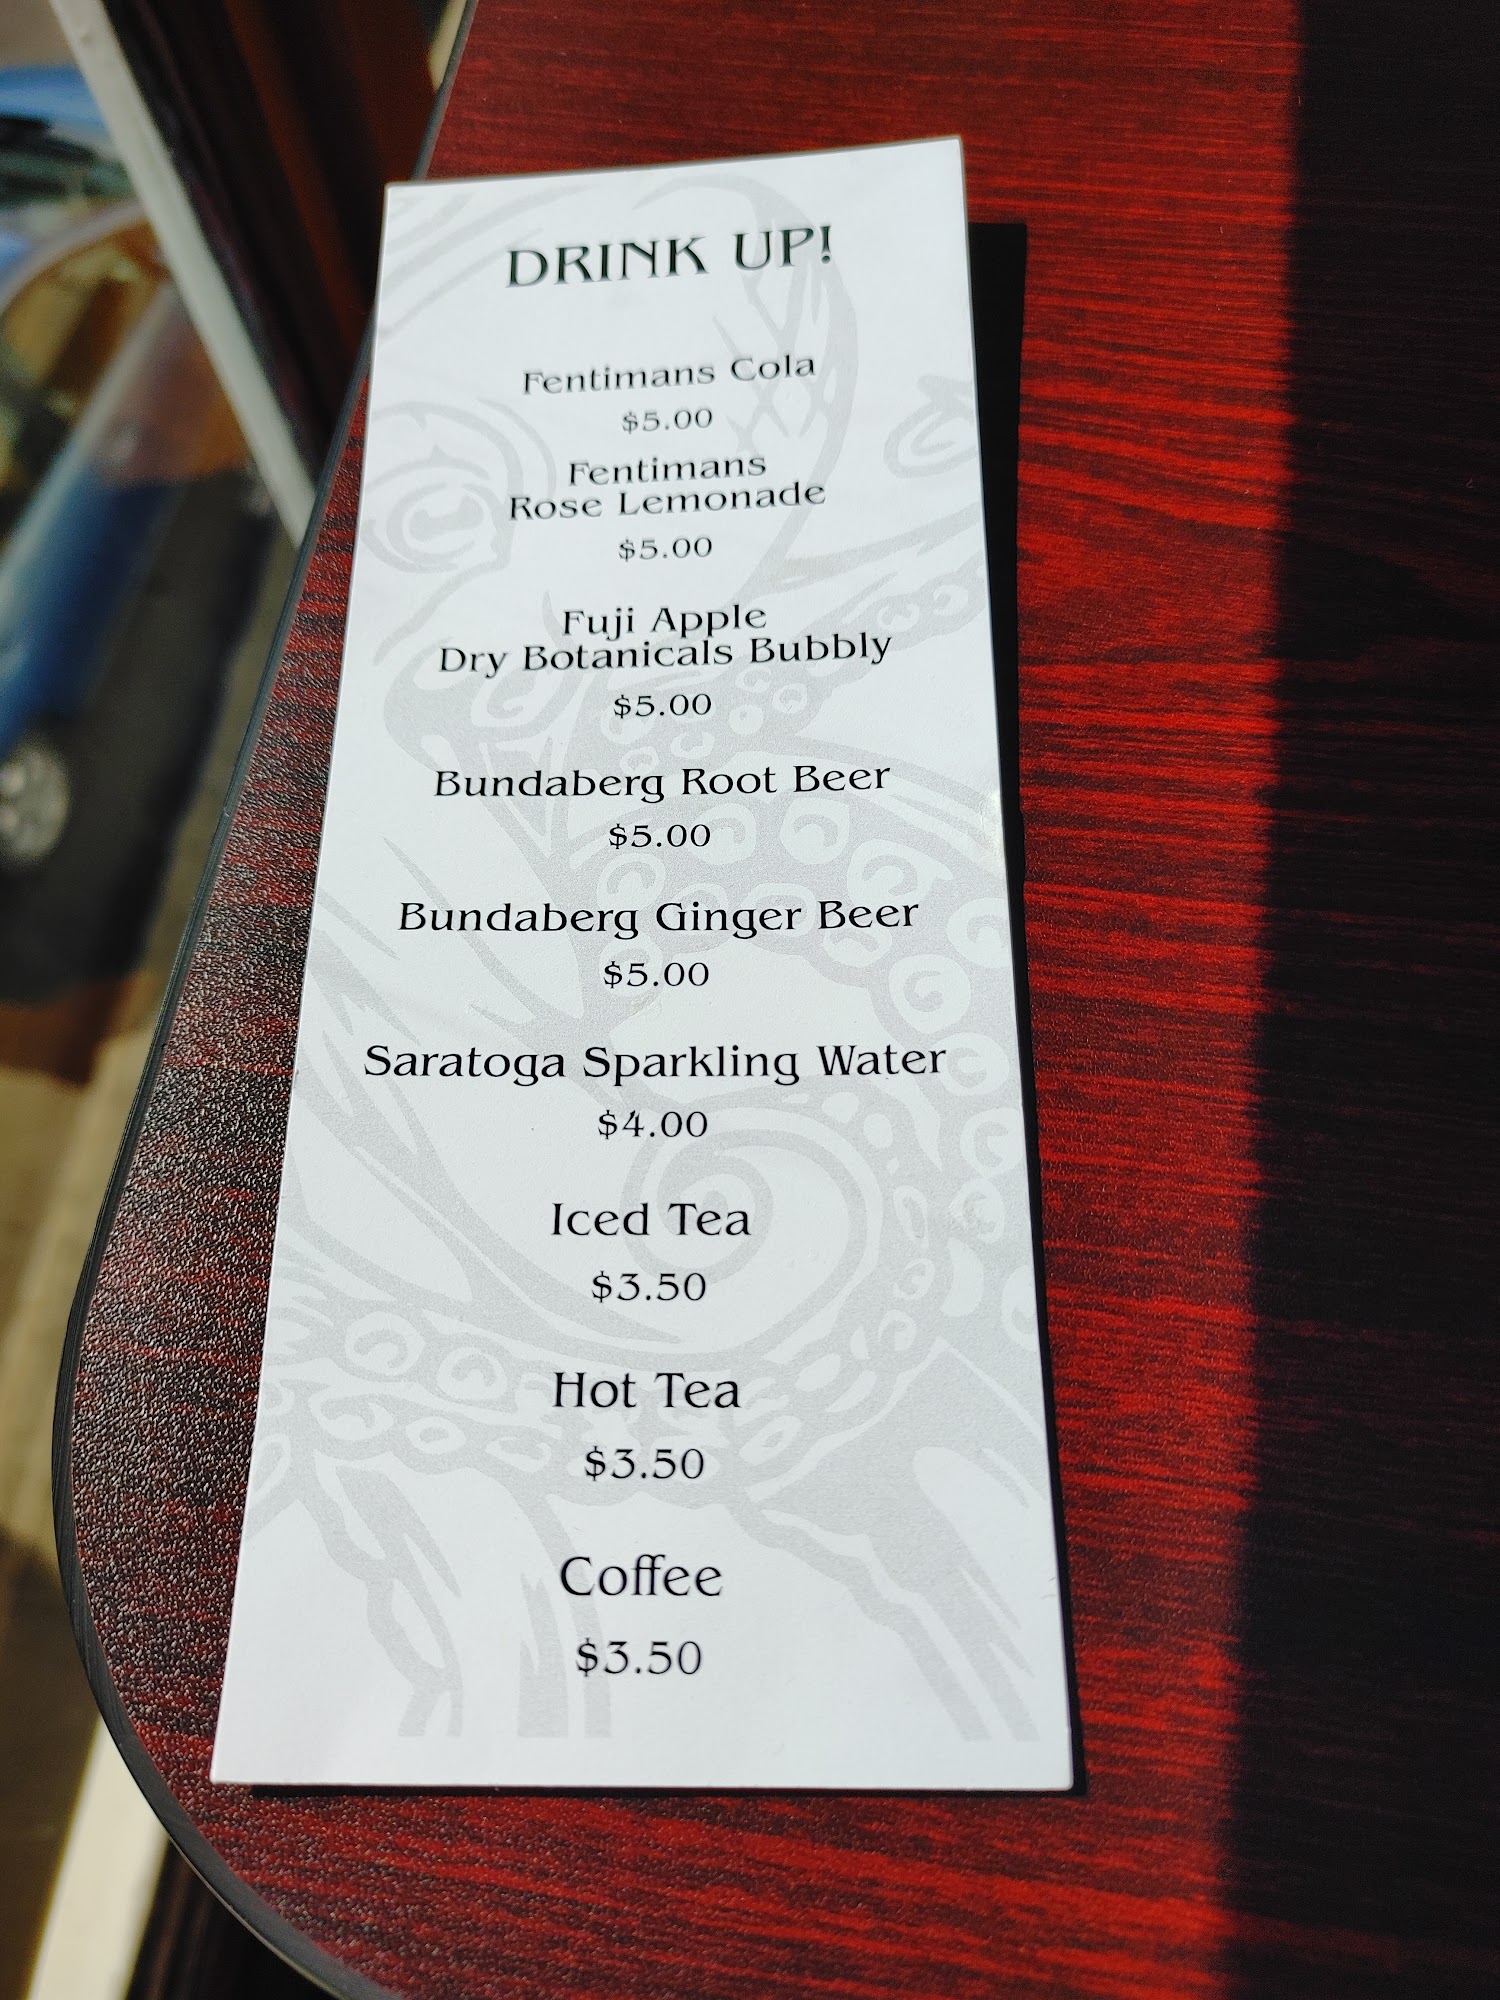 DRINK UP!
Fentimans Cola
$5.00
Fentimans
Rose Lemonade
$5.00
Fuji Apple
Dry Botanicals Bubbly
$5.00
Bundaberg Root Beer
$5.00
Bundaberg Ginger Beer
$5.00
Saratoga Sparkling Water
$4.00
Iced Tea
$3.50
Hot Tea
$3.50
Coffee
$3.50